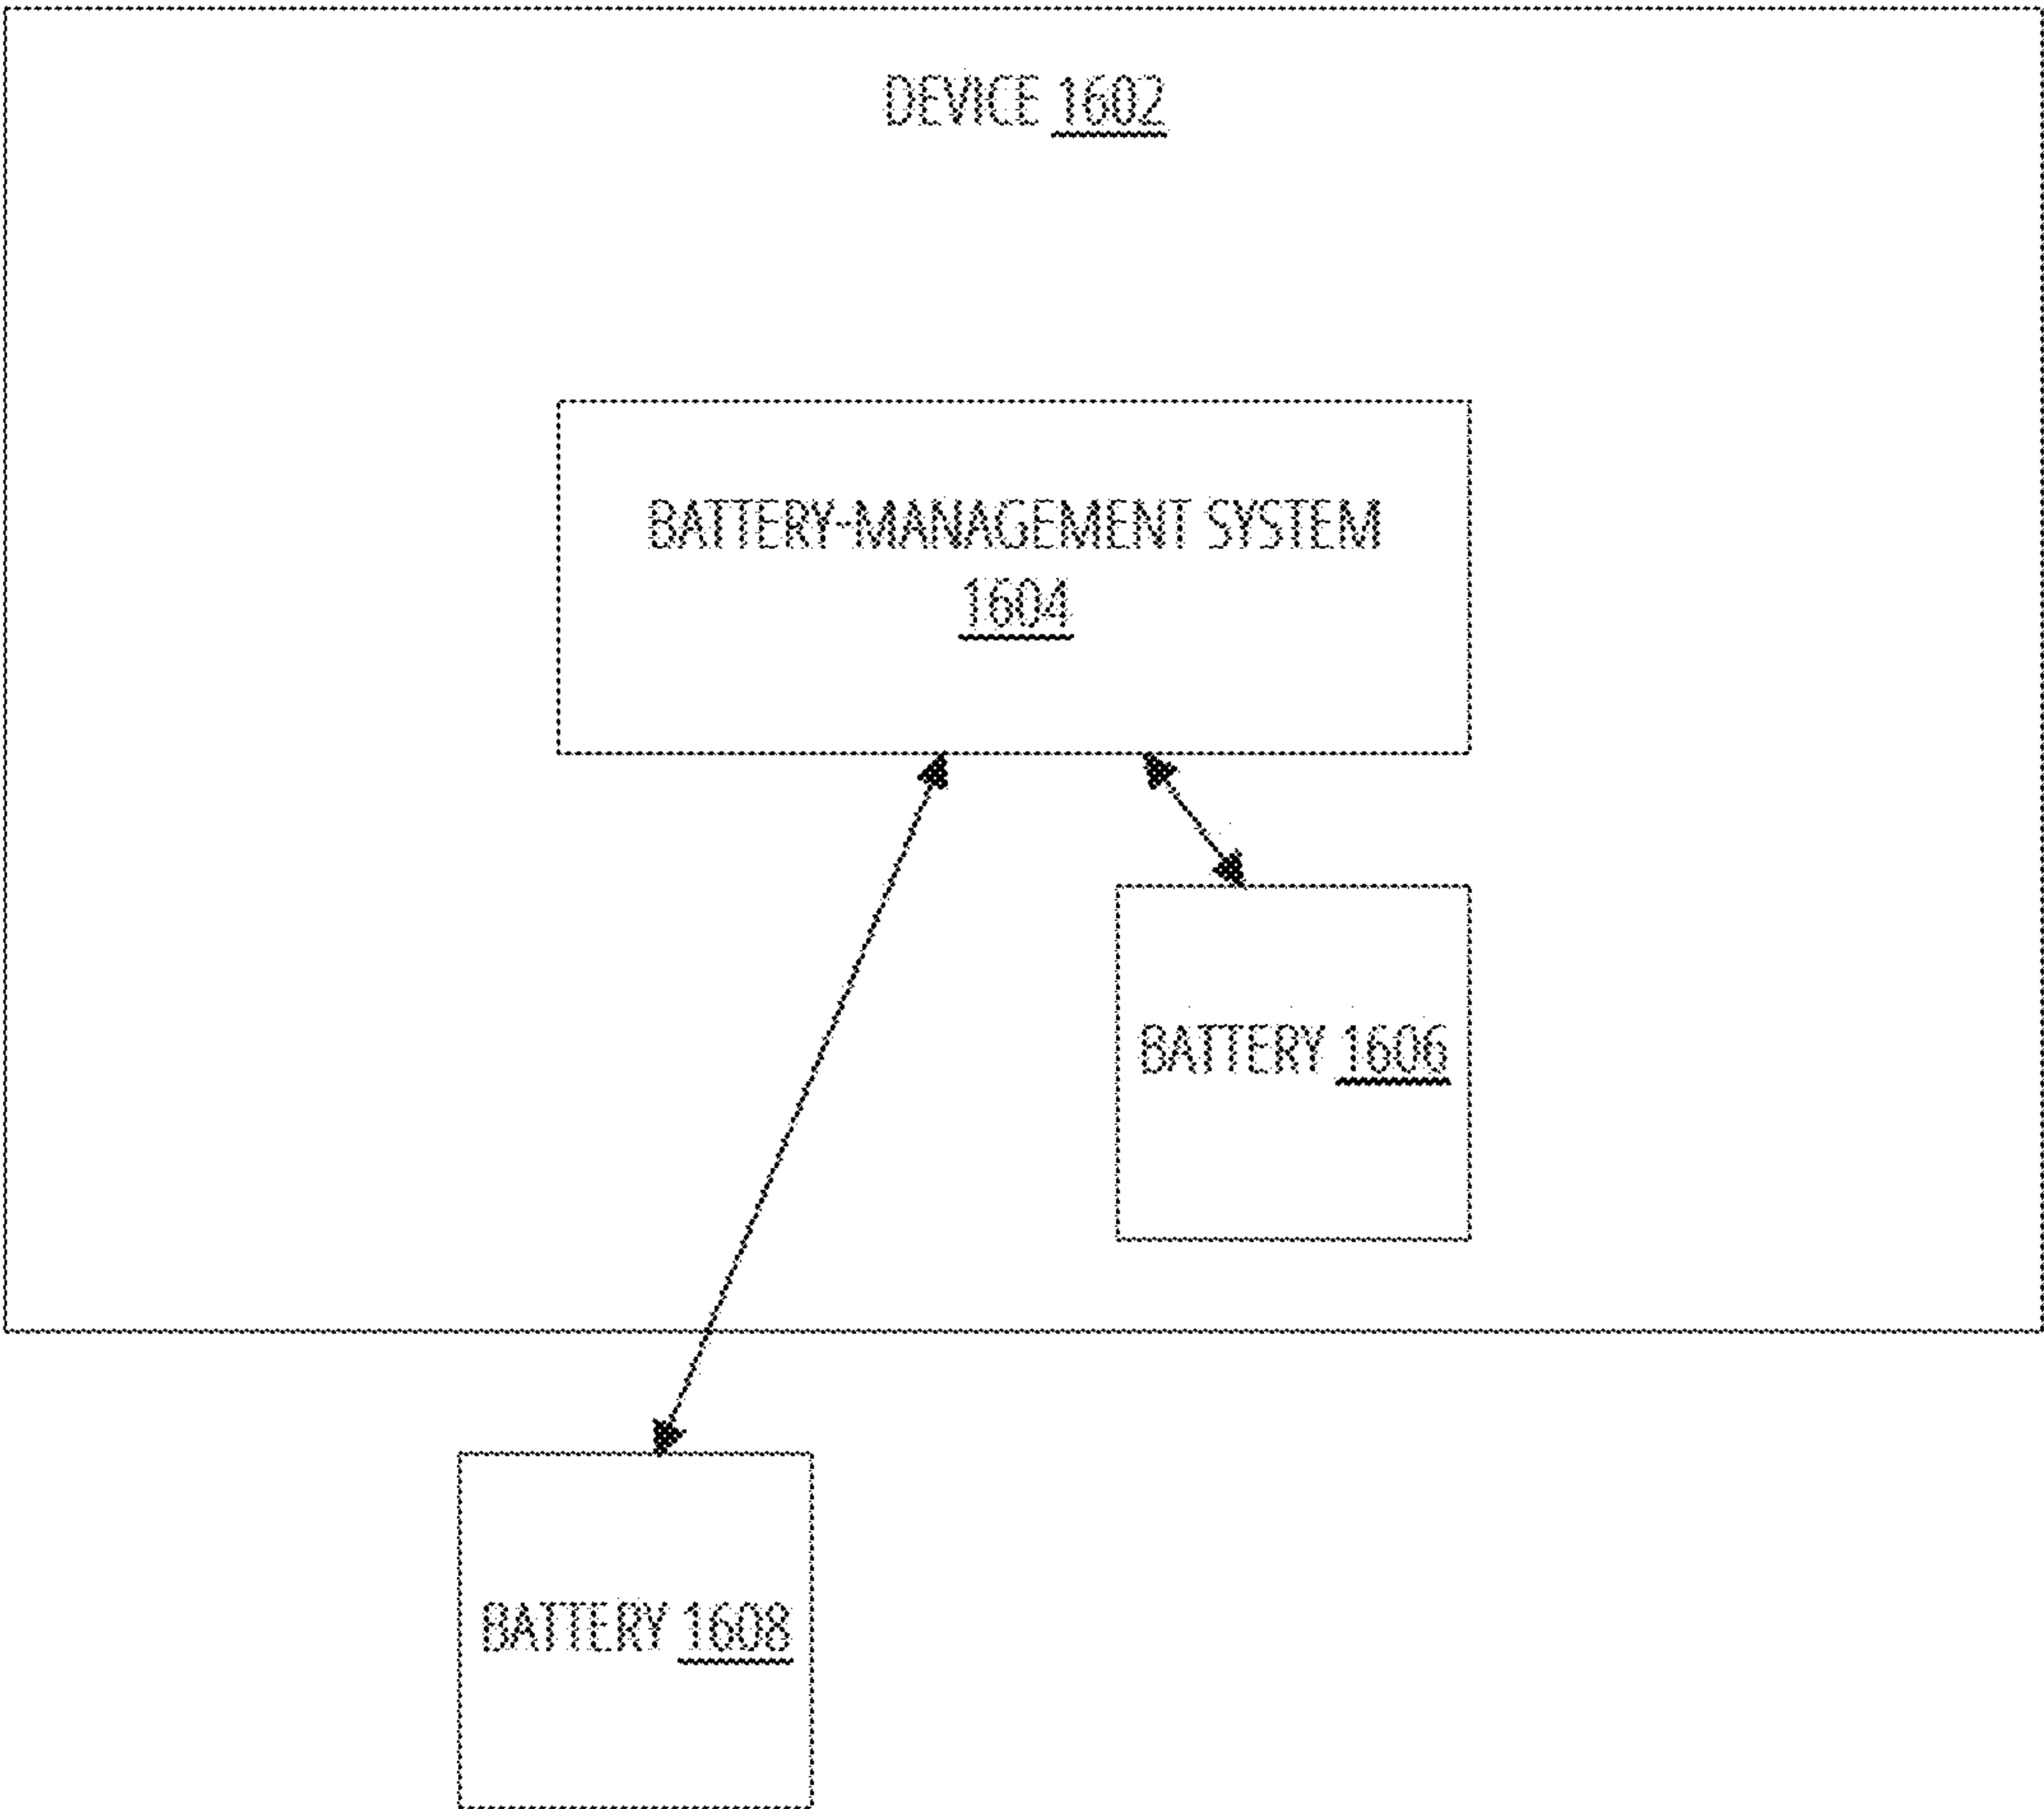 DEVICE 1602
BATTERY-MANAGEMENT SYSTEM
1604
BATTERY 1606
BATTERY 1608